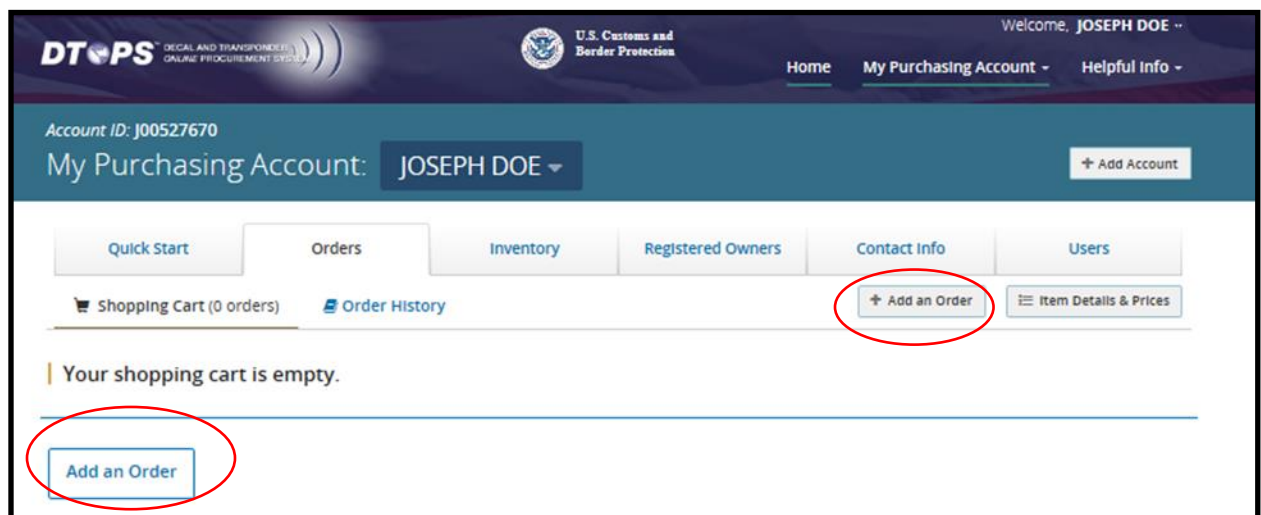 Welcome, JOSEPH DOE
DTOPS DECAL AND TRANSPONDER
ONLINE PROCUREMENT SYSTEM
U.S. Customs and
Border Protection
Home My Purchasing Account Helpful Info
Account ID: J00527670
My Purchasing Account: JOSEPH DOE
+ Add Account
Quick Start Orders Inventory Registered Owners Contact Info Users
Shopping Cart (0 orders) Order History + Add an Order Item Details & Prices
Your shopping cart is empty.
Add an Order